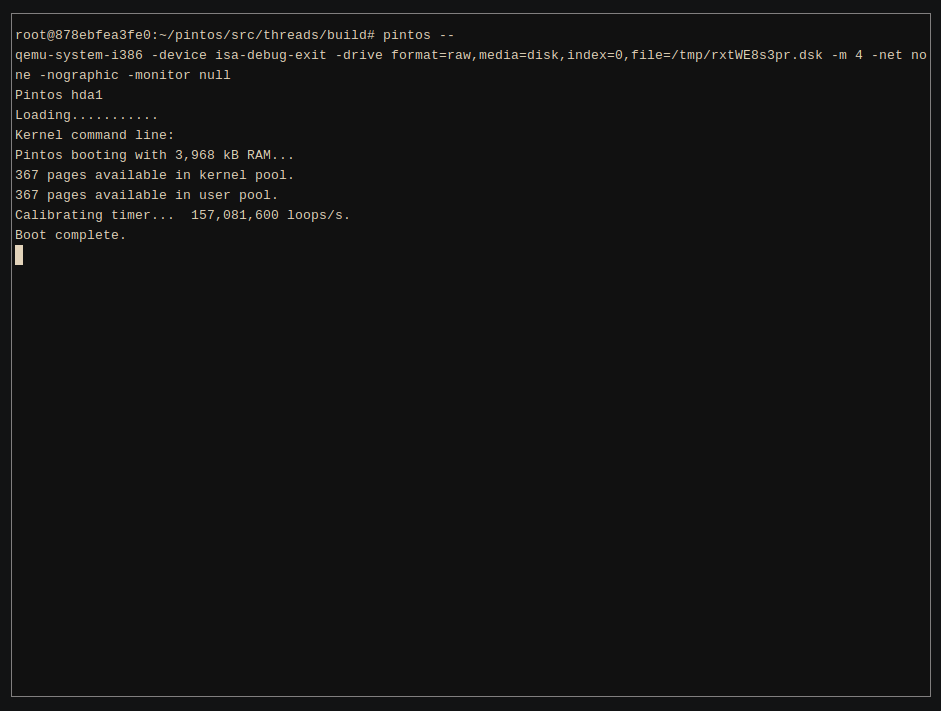 root@878ebfea3fe0:~/pintos/src/threads/build# pintos --
qemu-system-i386 -device isa-debug-exit -drive format=raw,media=disk,index=0,file=/tmp/rxtWE8s3pr.dsk -m 4 -net no
ne -nographic -monitor null
Pintos hda1
Loading...........
Kernel command line:
Pintos booting with 3,968 kB RAM...
367 pages available in kernel pool.
367 pages available in user pool.
Calibrating timer...  157,081,600 loops/s.
Boot complete.